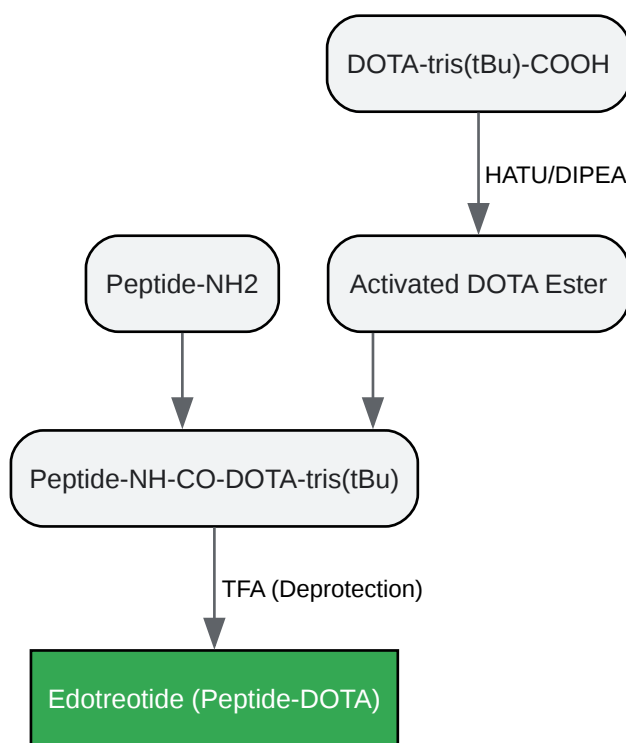 DOTA-tris(tBu)-COOH
HATU/DIPEA
Peptide-NH2
Activated DOTA Ester
Peptide-NH-CO-DOTA-tris(tBu)
TFA (Deprotection)
Edotreotide (Peptide-DOTA)